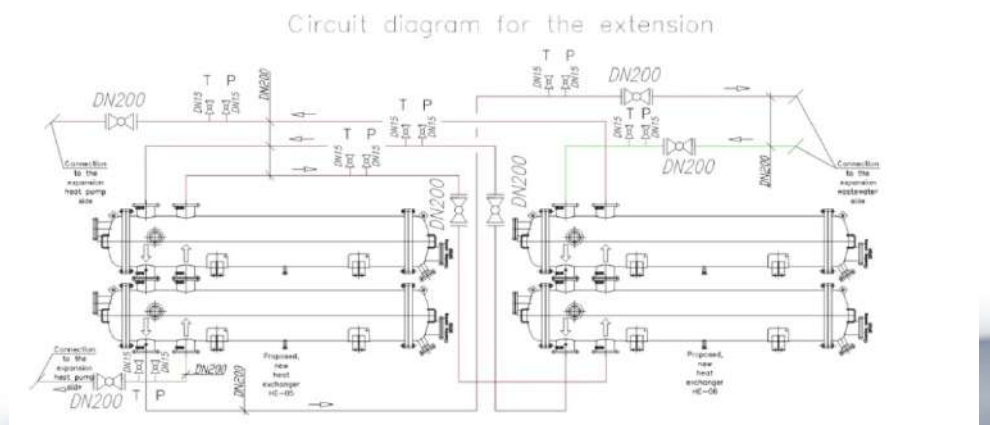 Circuit diagram for the extension
T P
DN15
DN15
DN200
T P
DN15
DN15
DN200
DN200
T P
DN15
DN15
T P
DN15
DN15
T P
DN15
DN15
DN200
DN200
Connection
to the
expansion
heat pump
side
Connection
to the
expansion
wastewater
side
DN200
DN200
Connection
to the
expansion
heat pump
side
DN15
DN15
DN200
T P
DN200
DN200
Proposed,
new
heat
exchanger
HE-05
Proposed,
new
heat
exchanger
HE-06